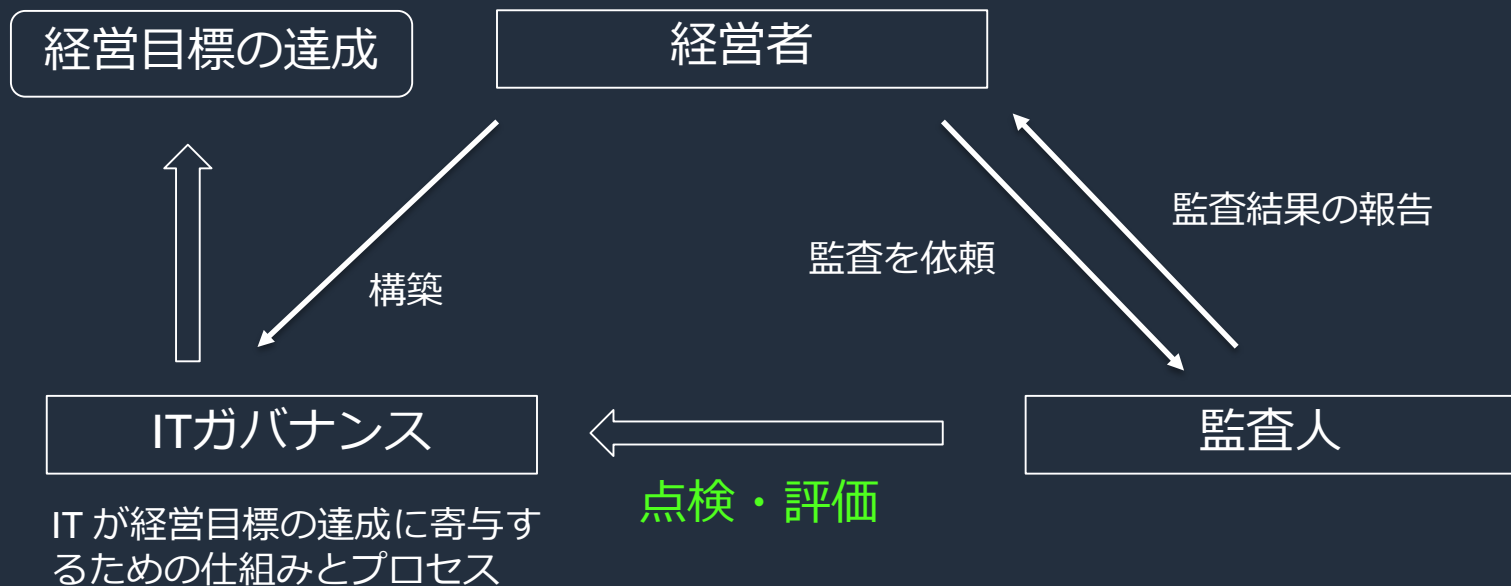 経営目標の達成
経営者
監査結果の報告
監査を依頼
構築
ITガバナンス
監査人
点検・評価
IT が経営目標の達成に寄与す
るための仕組みとプロセス